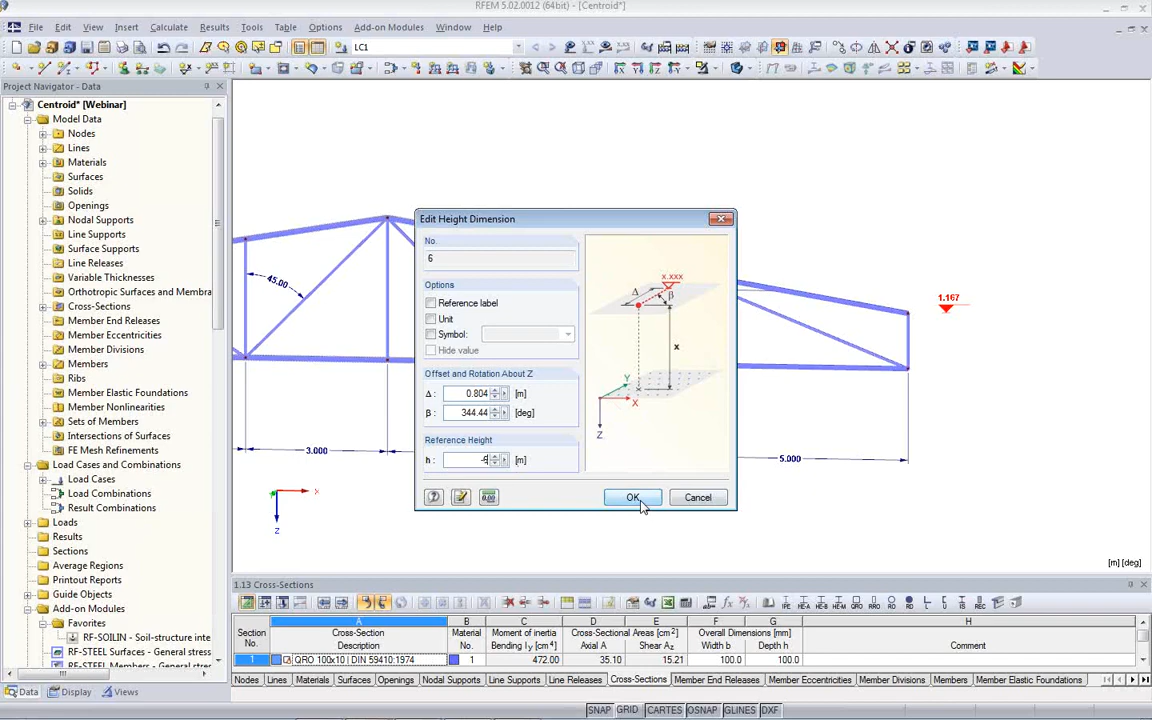 RFEM 5.02.0012 (64bit) - [Centroid*]
File Edit View Insert Calculate Results Tools Table Options Add-on Modules Window Help
LC1
Project Navigator - Data
Centroid* [Webinar]
Model Data
Nodes
Lines
Materials
Surfaces
Solids
Openings
Nodal Supports
Line Supports
Surface Supports
Line Releases
Variable Thicknesses
Orthotropic Surfaces and Membra
Cross-Sections
Member End Releases
Member Eccentricities
Member Divisions
Members
Ribs
Member Elastic Foundations
Member Nonlinearities
Sets of Members
Intersections of Surfaces
FE Mesh Refinements
Load Cases and Combinations
Load Cases
Load Combinations
Result Combinations
Loads
Results
Sections
Average Regions
Printout Reports
Guide Objects
Add-on Modules
Favorites
RF-SOILIN - Soil-structure inte
RF-STEEL Surfaces - General stress
RF-STEEL Members - General stress
Data Display Views
45.00
3.000
X
Z
1.167
5.000
[m] [deg]
Edit Height Dimension
No.
6
Options
Reference label
Unit
Symbol:
Hide value
Offset and Rotation About Z
Δ : 0.804 [m]
β : 344.44 [deg]
Reference Height
h : -6 [m]
x.xxx
Δ
β
x
Y
X
Z
OK Cancel
1.13 Cross-Sections
A B C D E F G H
Section No. Cross-Section Description Material No. Moment of inertia Bending Iy [cm⁴] Cross-Sectional Areas [cm²] Axial A Shear Az Overall Dimensions [mm] Width b Depth h Comment
1 QRO 100x10 | DIN 59410:1974 1 472.00 35.10 15.21 100.0 100.0
Nodes Lines Materials Surfaces Openings Nodal Supports Line Supports Line Releases Cross-Sections Member End Releases Member Eccentricities Member Divisions Members Member Elastic Foundations
SNAP GRID CARTES OSNAP GLINES DXF